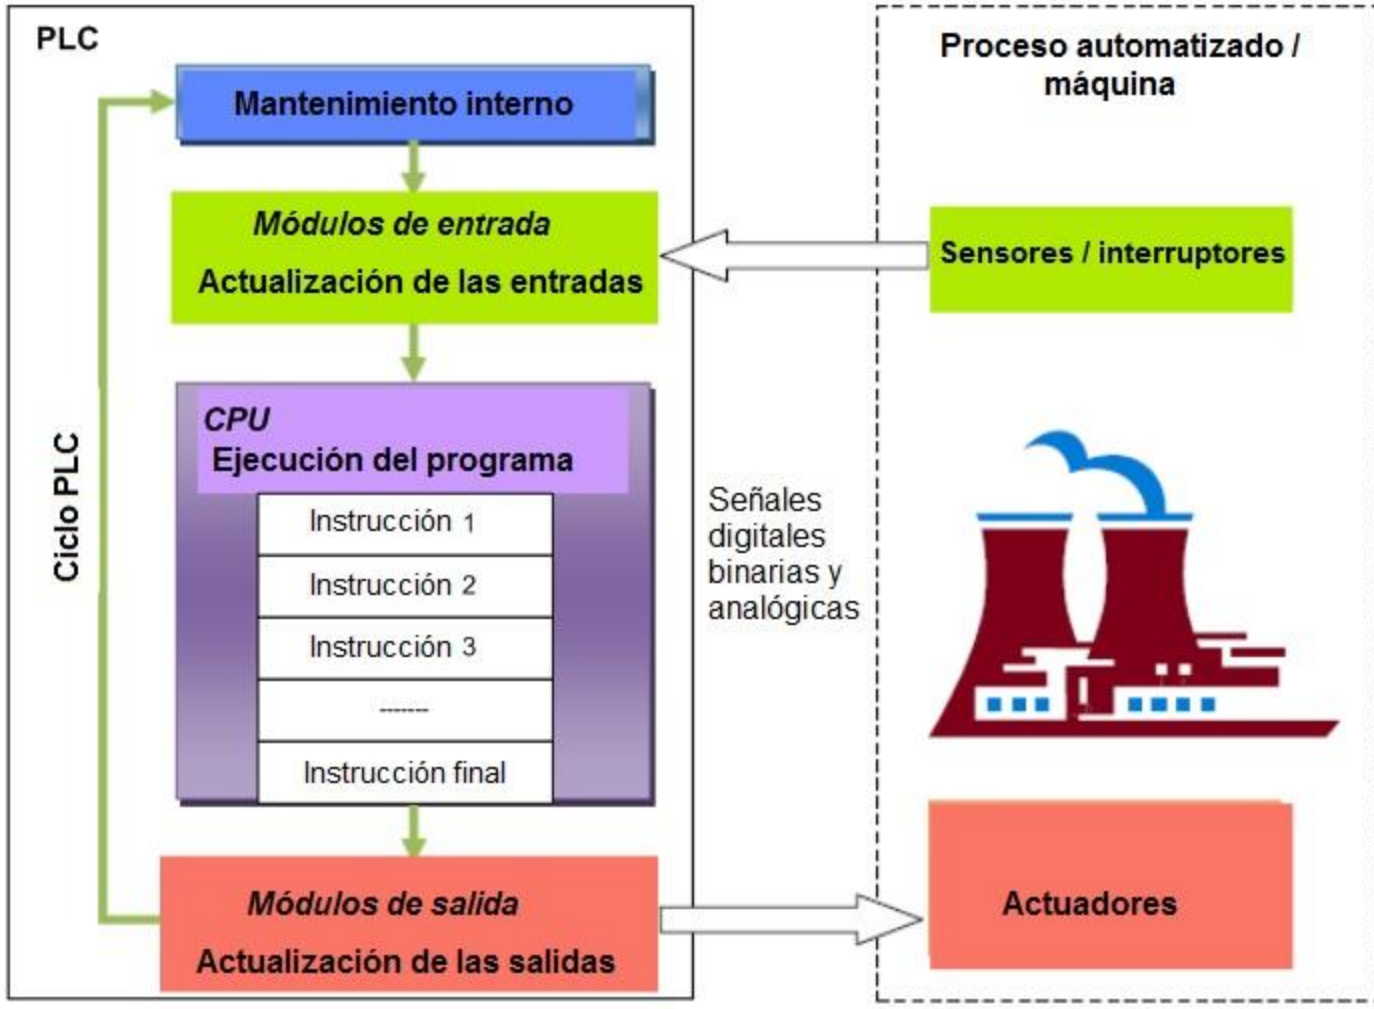 PLC
Mantenimiento interno
Módulos de entrada
Actualización de las entradas
CPU
Ejecución del programa
Instrucción 1
Instrucción 2
Instrucción 3
-------
Instrucción final
Módulos de salida
Actualización de las salidas
Ciclo PLC
Señales
digitales
binarias y
analógicas
Proceso automatizado /
máquina
Sensores / interruptores
Actuadores